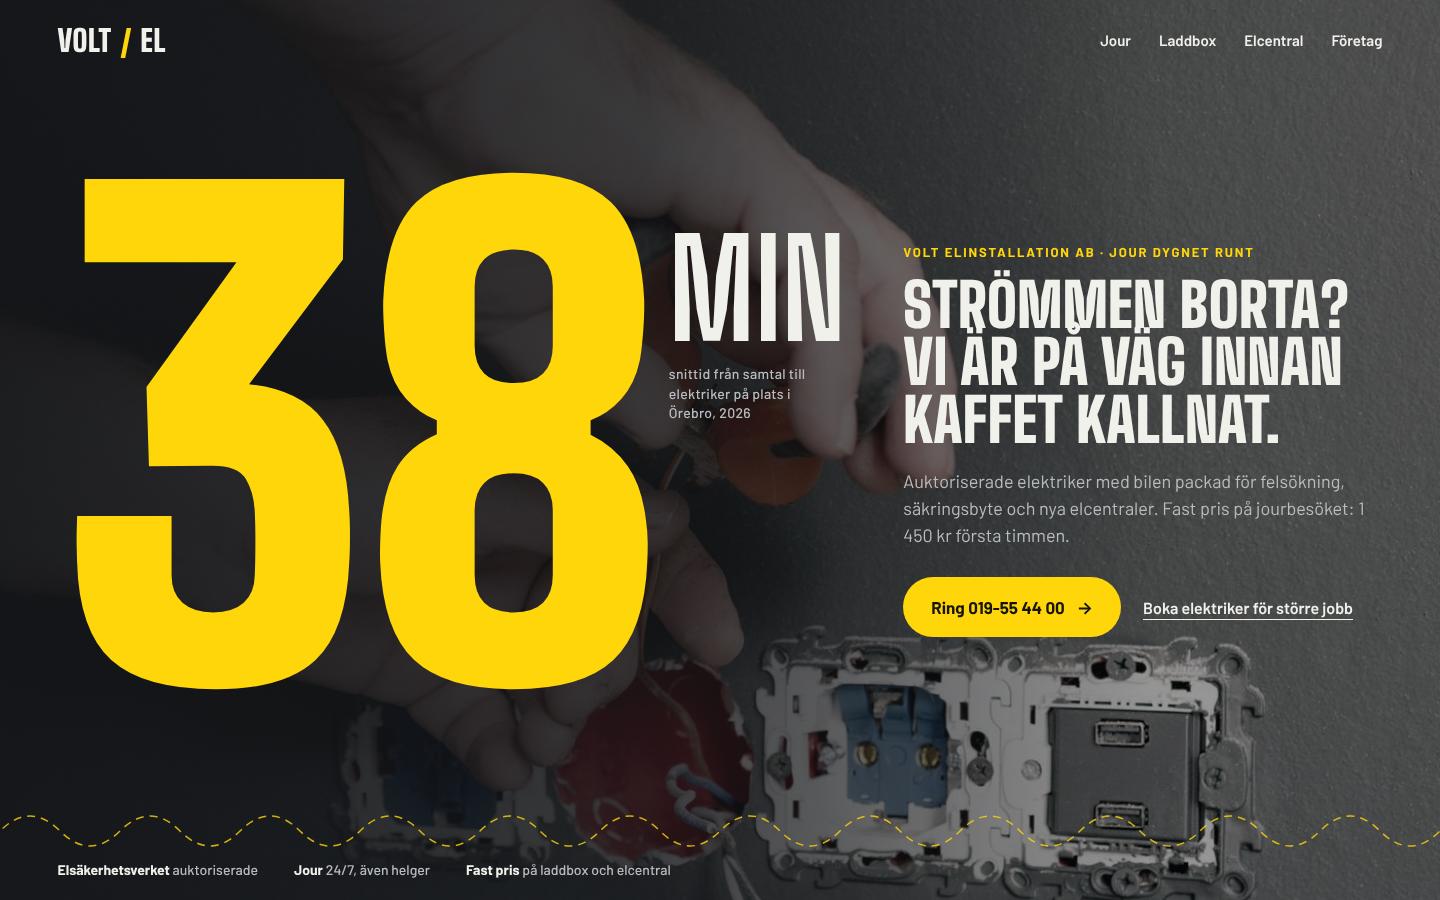 VOLT / EL
Jour
Laddbox
Elcentral
Företag
38
MIN
snittid från samtal till
elektriker på plats i
Örebro, 2026
VOLT ELINSTALLATION AB · JOUR DYGNET RUNT
STRÖMMEN BORTA?
VI ÄR PÅ VÄG INNAN
KAFFET KALLNAT.
Auktoriserade elektriker med bilen packad för felsökning,
säkringsbyte och nya elcentraler. Fast pris på jourbesöket: 1
450 kr första timmen.
Ring 019-55 44 00 →
Boka elektriker för större jobb
Elsäkerhetsverket auktoriserade
Jour 24/7, även helger
Fast pris på laddbox och elcentral